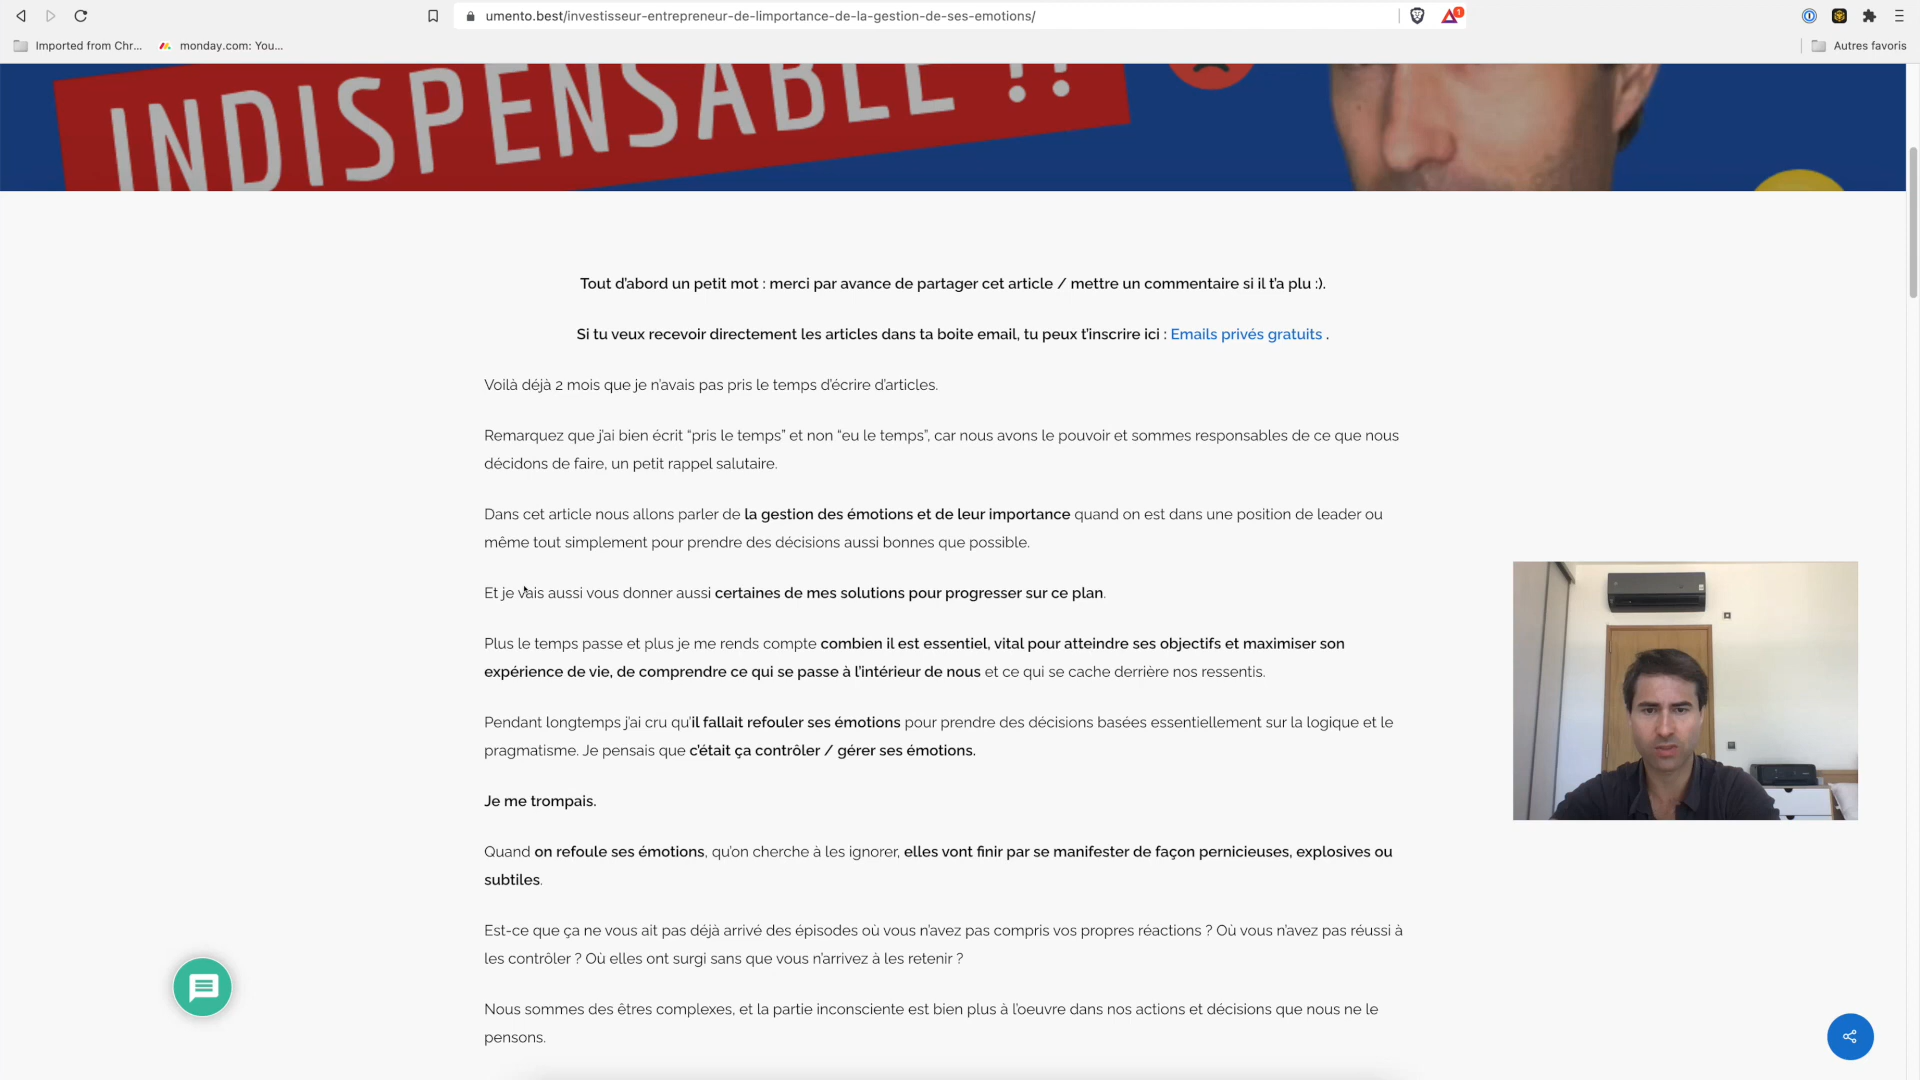 umento.best/investisseur-entrepreneur-de-limportance-de-la-gestion-de-ses-emotions/
1
Imported from Chr...
monday.com: You...
Autres favoris
INDISPENSABLE !!
Tout d’abord un petit mot : merci par avance de partager cet article / mettre un commentaire si il t’a plu :).
Si tu veux recevoir directement les articles dans ta boite email, tu peux t’inscrire ici : Emails privés gratuits .
Voilà déjà 2 mois que je n’avais pas pris le temps d’écrire d’articles.
Remarquez que j’ai bien écrit “pris le temps” et non “eu le temps”, car nous avons le pouvoir et sommes responsables de ce que nous
décidons de faire, un petit rappel salutaire.
Dans cet article nous allons parler de la gestion des émotions et de leur importance quand on est dans une position de leader ou
même tout simplement pour prendre des décisions aussi bonnes que possible.
Et je vais aussi vous donner aussi certaines de mes solutions pour progresser sur ce plan.
Plus le temps passe et plus je me rends compte combien il est essentiel, vital pour atteindre ses objectifs et maximiser son
expérience de vie, de comprendre ce qui se passe à l’intérieur de nous et ce qui se cache derrière nos ressentis.
Pendant longtemps j’ai cru qu’il fallait refouler ses émotions pour prendre des décisions basées essentiellement sur la logique et le
pragmatisme. Je pensais que c’était ça contrôler / gérer ses émotions.
Je me trompais.
Quand on refoule ses émotions, qu’on cherche à les ignorer, elles vont finir par se manifester de façon pernicieuses, explosives ou
subtiles.
Est-ce que ça ne vous ait pas déjà arrivé des épisodes où vous n’avez pas compris vos propres réactions ? Où vous n’avez pas réussi à
les contrôler ? Où elles ont surgi sans que vous n’arrivez à les retenir ?
Nous sommes des êtres complexes, et la partie inconsciente est bien plus à l’oeuvre dans nos actions et décisions que nous ne le
pensons.